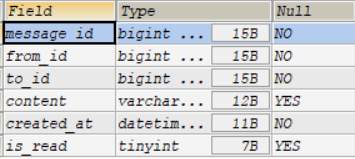 Field Type Null
message_id bigint ... 15B NO
from_id bigint ... 15B NO
to_id bigint ... 15B NO
content varchar... 12B YES
created_at datetim... 11B NO
is_read tinyint 7B YES